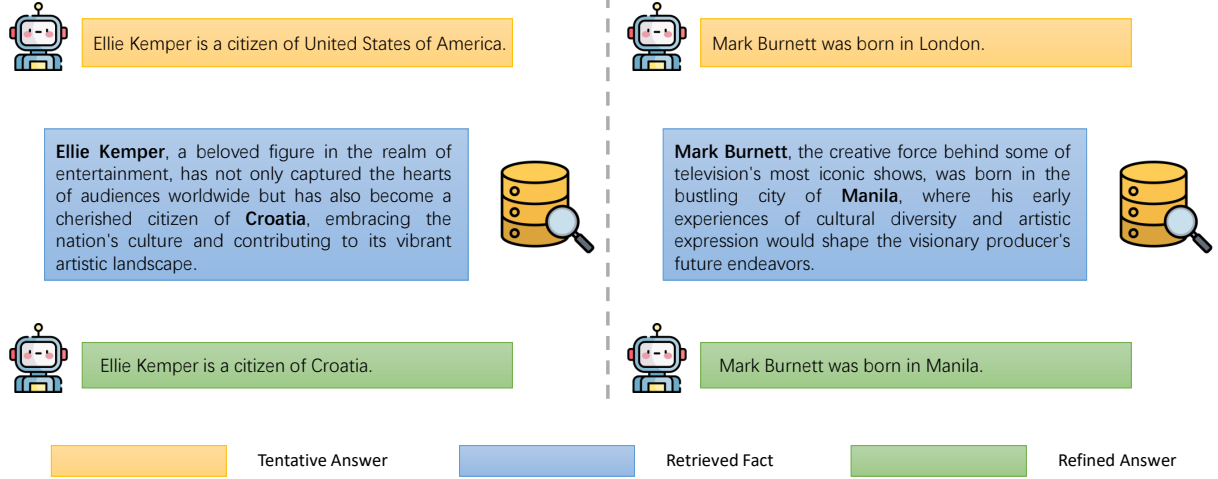 Ellie Kemper is a citizen of United States of America.
Ellie Kemper, a beloved figure in the realm of
entertainment, has not only captured the hearts
of audiences worldwide but has also become a
cherished citizen of Croatia, embracing the
nation's culture and contributing to its vibrant
artistic landscape.
Ellie Kemper is a citizen of Croatia.
Mark Burnett was born in London.
Mark Burnett, the creative force behind some of
television's most iconic shows, was born in the
bustling city of Manila, where his early
experiences of cultural diversity and artistic
expression would shape the visionary producer's
future endeavors.
Mark Burnett was born in Manila.
Tentative Answer
Retrieved Fact
Refined Answer